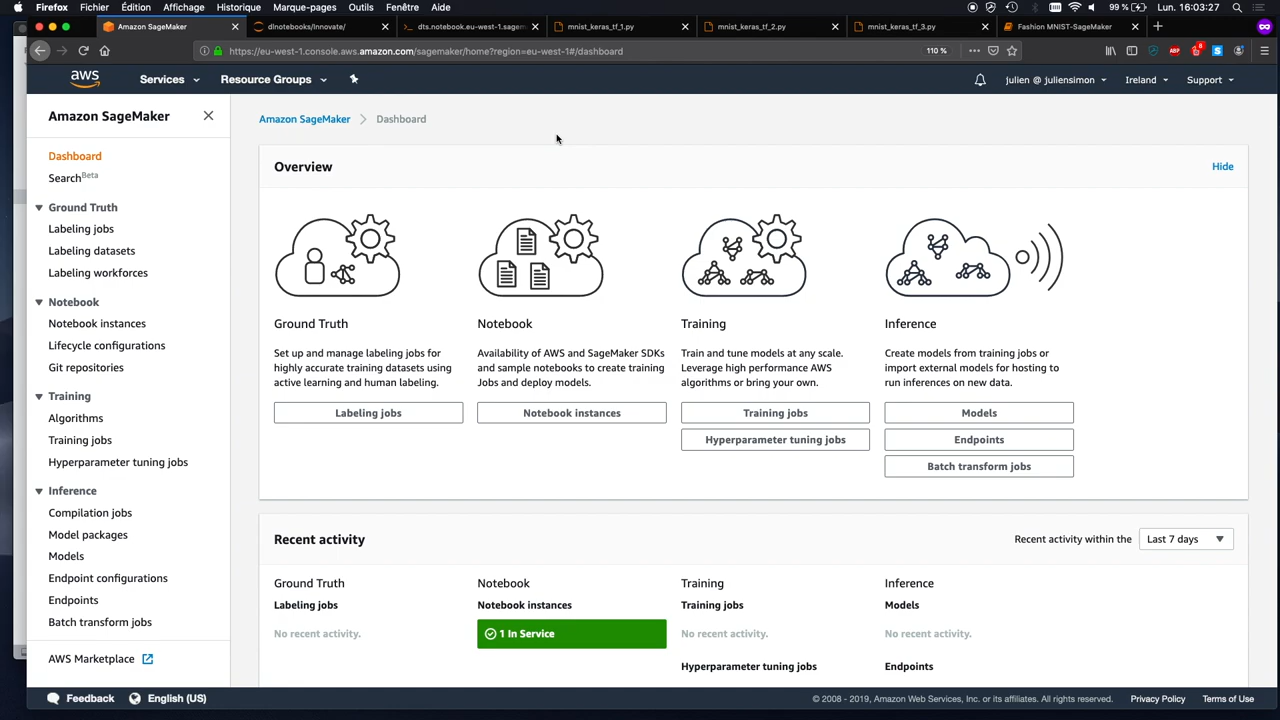 Firefox Fichier Édition Affichage Historique Marque-pages Outils Fenêtre Aide 99 % Ven. 16:03:27
Amazon SageMaker
dlnotebooks/Innovate/
dts.notebook.eu-west-1.sagem
mnist_keras_tf_1.py
mnist_keras_tf_2.py
mnist_keras_tf_3.py
Fashion MNIST-SageMaker
https://eu-west-1.console.aws.amazon.com/sagemaker/home?region=eu-west-1#/dashboard
110 %
aws
Services
Resource Groups
julien @ juliensimon
Ireland
Support
Amazon SageMaker
Dashboard
Search Beta
Ground Truth
Labeling jobs
Labeling datasets
Labeling workforces
Notebook
Notebook instances
Lifecycle configurations
Git repositories
Training
Algorithms
Training jobs
Hyperparameter tuning jobs
Inference
Compilation jobs
Model packages
Models
Endpoint configurations
Endpoints
Batch transform jobs
AWS Marketplace
Amazon SageMaker
Dashboard
Overview
Hide
Ground Truth
Set up and manage labeling jobs for
highly accurate training datasets using
active learning and human labeling.
Labeling jobs
Notebook
Availability of AWS and SageMaker SDKs
and sample notebooks to create training
Jobs and deploy models.
Notebook instances
Training
Train and tune models at any scale.
Leverage high performance AWS
algorithms or bring your own.
Training jobs
Hyperparameter tuning jobs
Inference
Create models from training jobs or
import external models for hosting to
run inferences on new data.
Models
Endpoints
Batch transform jobs
Recent activity
Recent activity within the
Last 7 days
Ground Truth
Labeling jobs
No recent activity.
Notebook
Notebook instances
1 In Service
Training
Training jobs
No recent activity.
Hyperparameter tuning jobs
Inference
Models
No recent activity.
Endpoints
Feedback
English (US)
© 2008 - 2019, Amazon Web Services, Inc. or its affiliates. All rights reserved.
Privacy Policy
Terms of Use